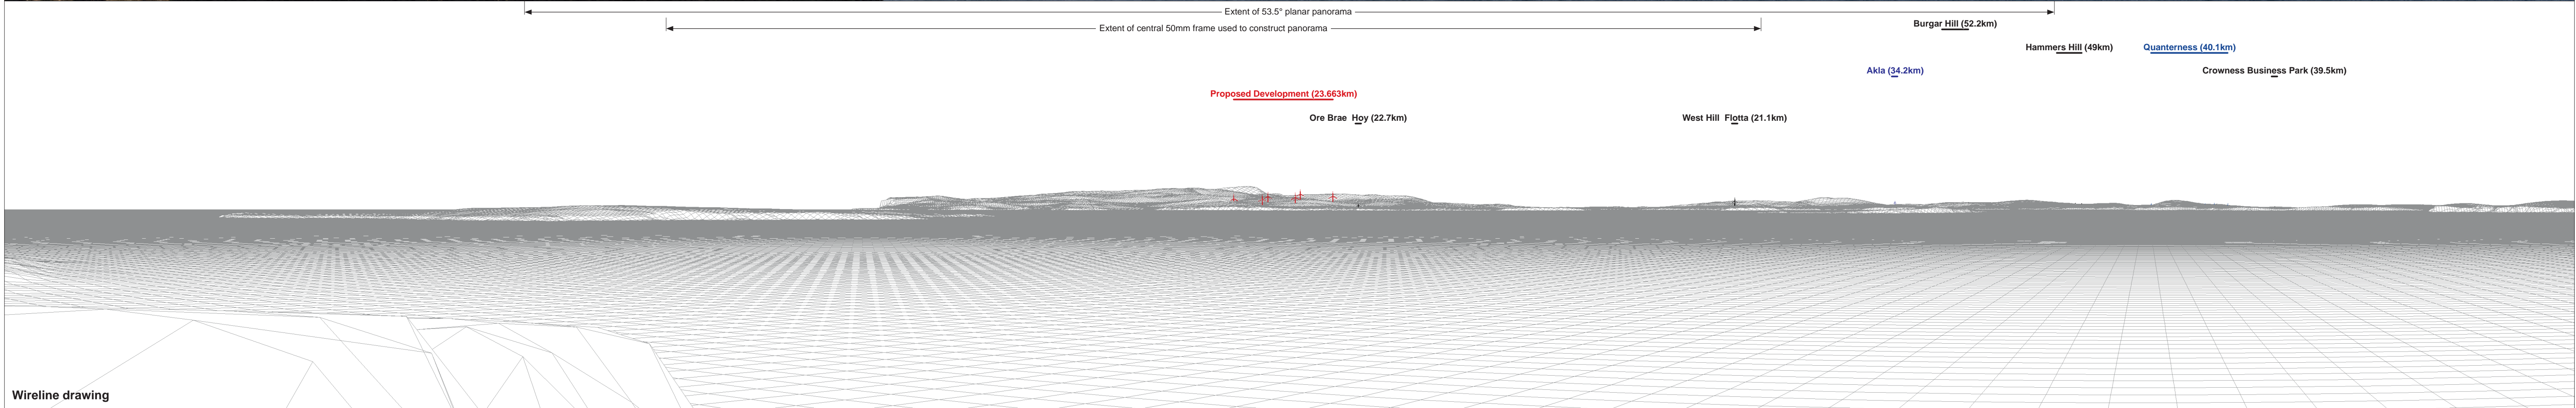 Extent of 53.5° planar panorama
Extent of central 50mm frame used to construct panorama
Burgar Hill (52.2km)
Hammers Hill (49km)
Quanterness (40.1km)
Akla (34.2km)
Crowness Business Park (39.5km)
Proposed Development (23.663km)
Ore Brae  Hoy (22.7km)
West Hill  Flotta (21.1km)
Wireline drawing